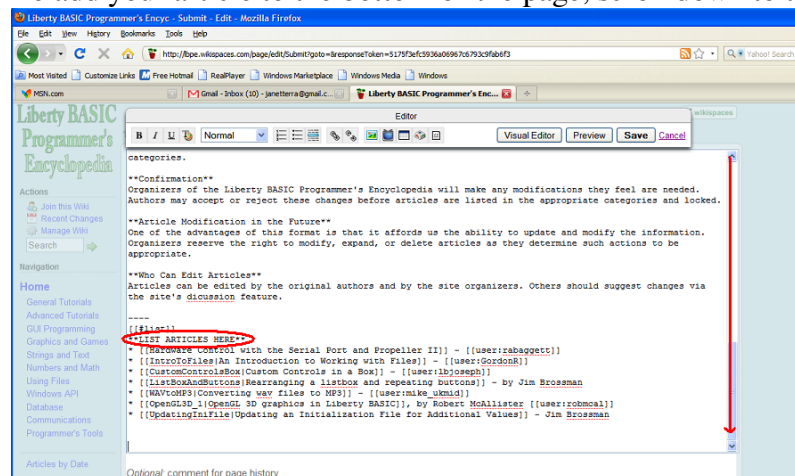 Liberty BASIC Programmer's Encyc - Submit - Edit - Mozilla Firefox
File Edit View History Bookmarks Tools Help
http://lbpe.wikispaces.com/page/edit/Submit?goto=&responseToken=5175f3efc5936a06967c6793c9fab6f3
Yahoo! Search
Most Visited Customize Links Free Hotmail RealPlayer Windows Marketplace Windows Media Windows
MSN.com
Gmail - Inbox (10) - janetterra@gmail.c...
Liberty BASIC Programmer's Enc...
Liberty BASIC
Programmer's
Encyclopedia
Actions
Join this Wiki
Recent Changes
Manage Wiki
Search
Navigation
Home
General Tutorials
Advanced Tutorials
GUI Programming
Graphics and Games
Strings and Text
Numbers and Math
Using Files
Windows API
Database
Communications
Programmer's Tools
Articles by Date
wikispaces
Editor
B I U Normal Visual Editor Preview Save Cancel
categories.
**Confirmation**
Organizers of the Liberty BASIC Programmer's Encyclopedia will make any modifications they feel are needed.
Authors may accept or reject these changes before articles are listed in the appropriate categories and locked.
**Article Modification in the Future**
One of the advantages of this format is that it affords us the ability to update and modify the information.
Organizers reserve the right to modify, expand, or delete articles as they determine such actions to be
appropriate.
**Who Can Edit Articles**
Articles can be edited by the original authors and by the site organizers. Others should suggest changes via
the site's dicussion feature.
----
[[#list]]
**LIST ARTICLES HERE**
* [[Hardware Control with the Serial Port and Propeller II]] - [[user:rabaggett]]
* [[IntroToFiles|An Introduction to Working with Files]] - [[user:GordonR]]
* [[CustomControlsBox|Custom Controls in a Box]] - [[user:lbjoseph]]
* [[ListBoxAndButtons|Rearranging a listbox and repeating buttons]] - by Jim Brossman
* [[WAVtoMP3|Converting wav files to MP3]] - [[user:mike_ukmid]]
* [[OpenGL3D_1|OpenGL 3D graphics in Liberty BASIC]], by Robert McAllister [[user:robmcal]]
* [[UpdatingIniFile|Updating an Initialization File for Additional Values]] - Jim Brossman
Optional: comment for page history